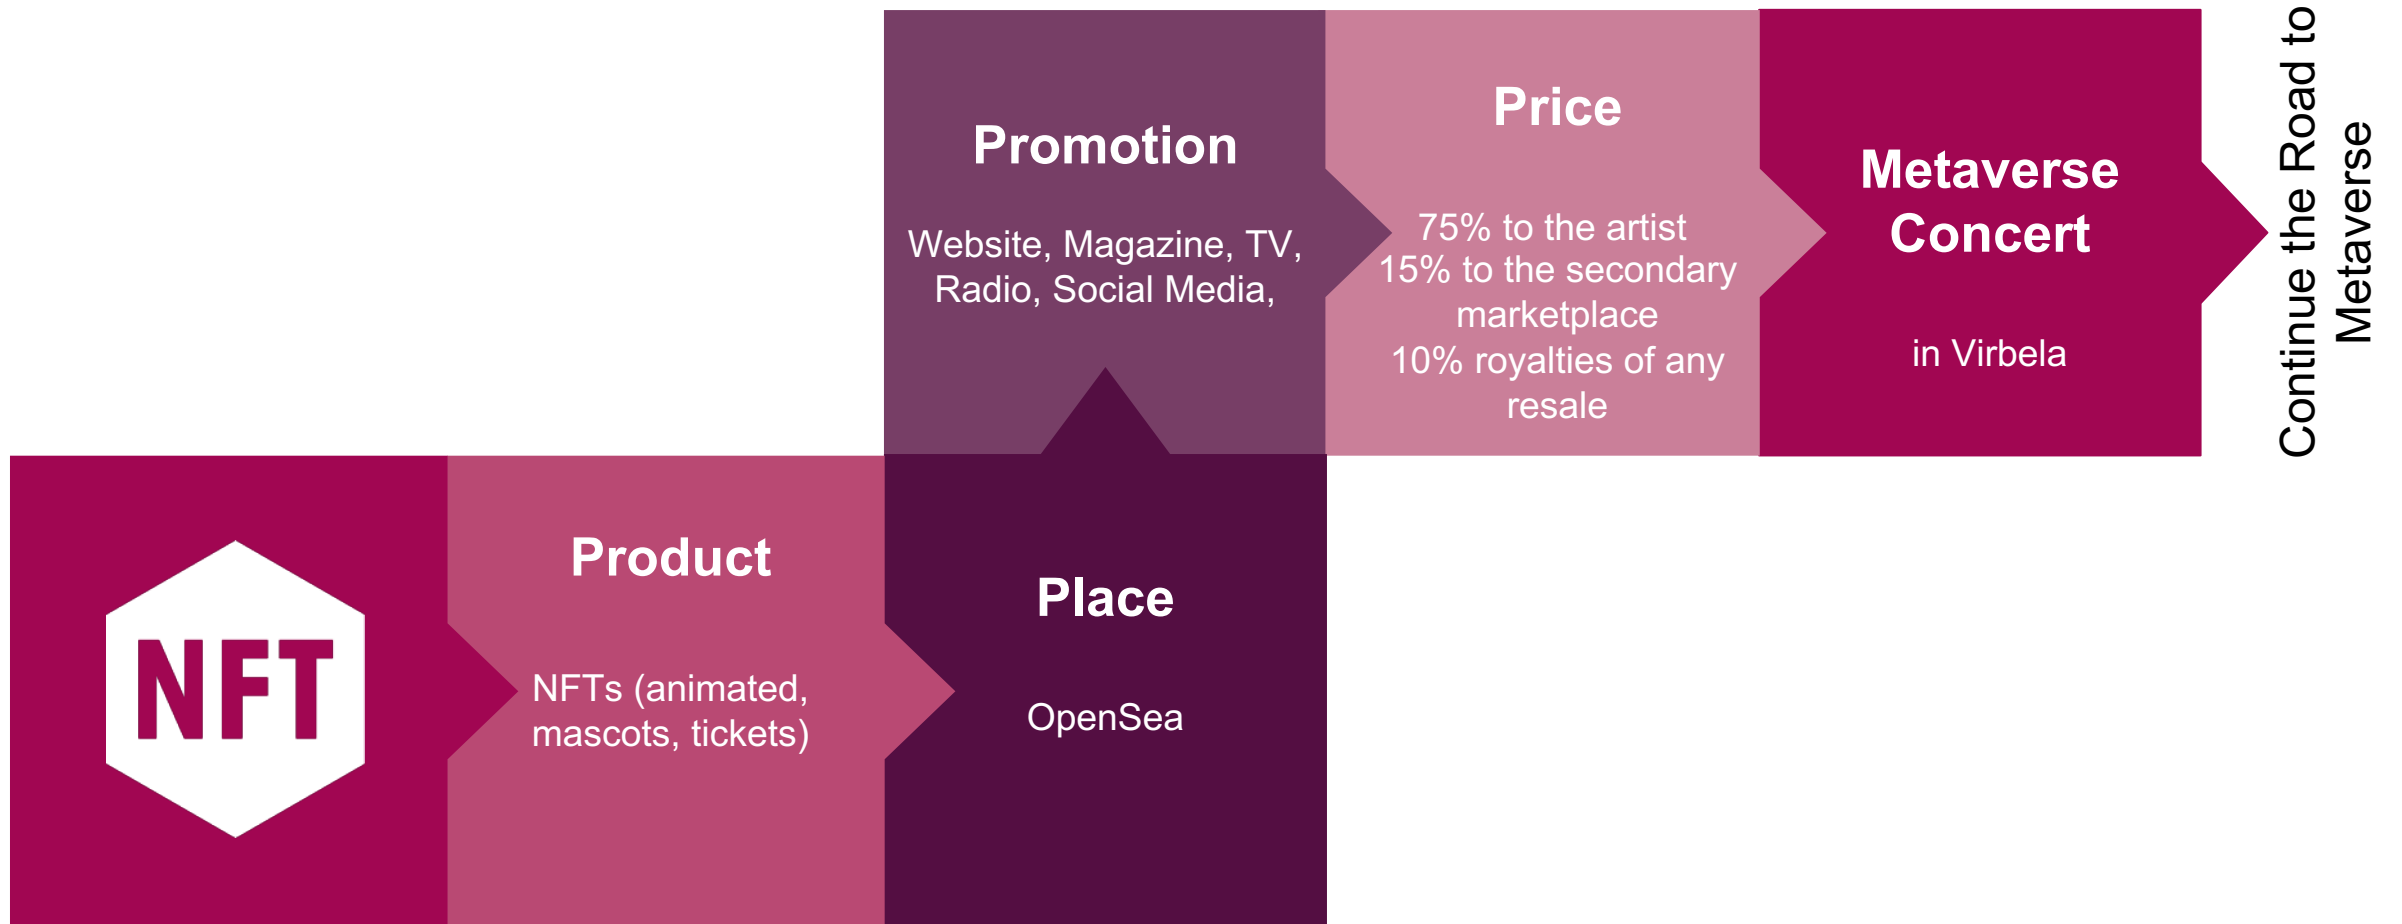 NFT
Product
NFTs (animated,
mascots, tickets)
Place
OpenSea
Promotion
Website, Magazine, TV,
Radio, Social Media,
Price
75% to the artist
15% to the secondary
marketplace
10% royalties of any
resale
Metaverse
Concert
in Virbela
Continue the Road to
Metaverse